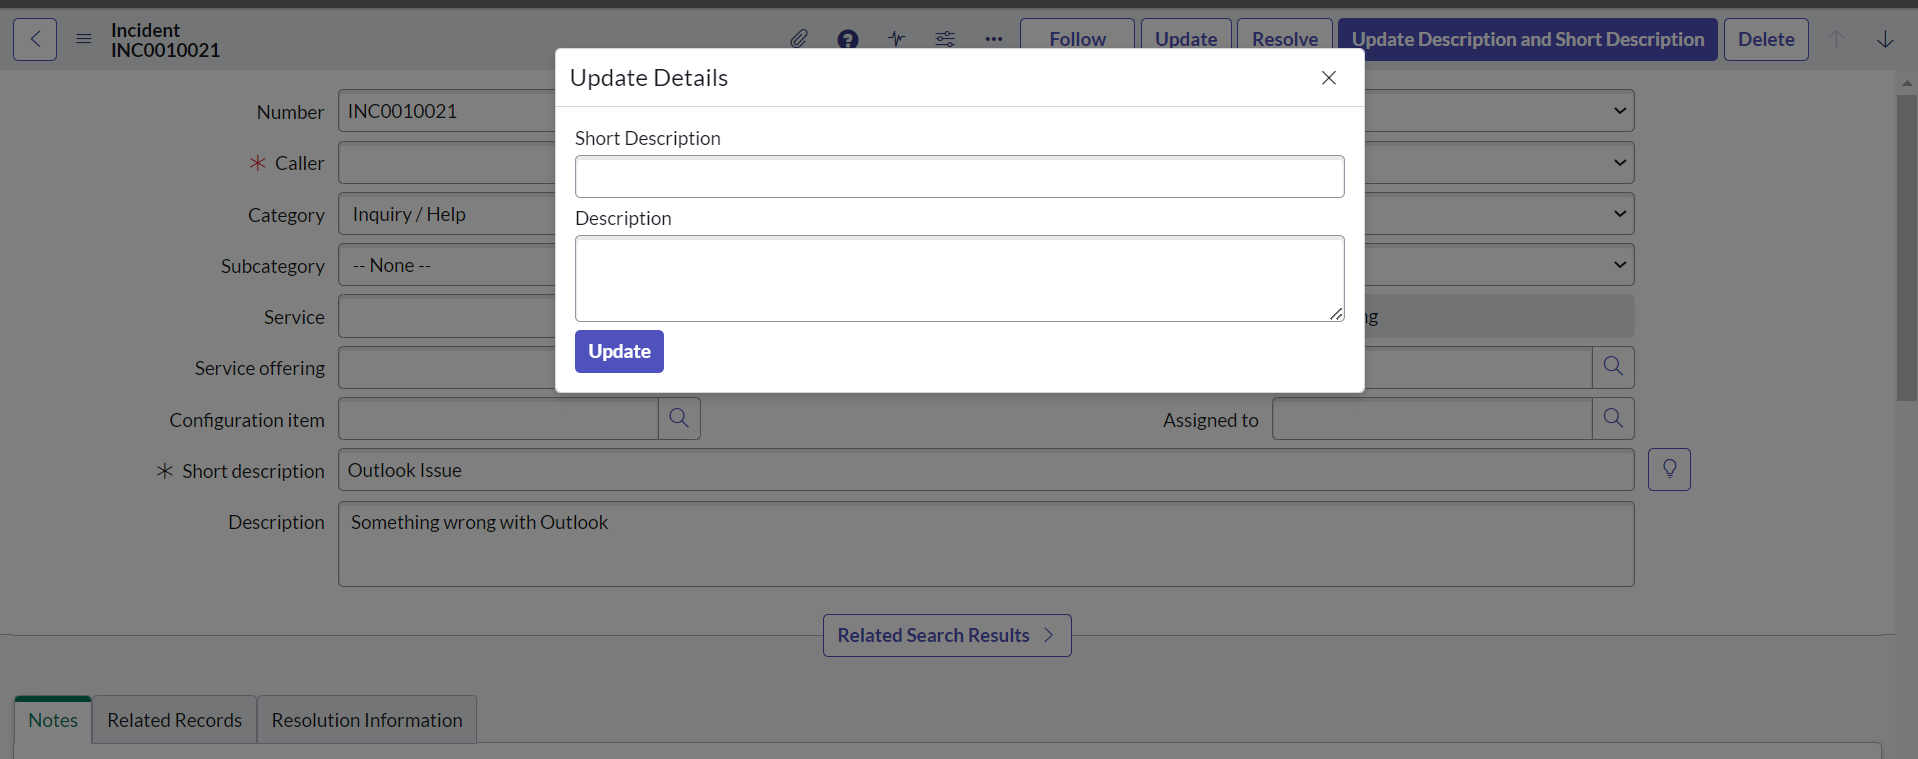 Incident
INC0010021
Follow
Update
Resolve
Update Description and Short Description
Delete
Update Details
Number
INC0010021
Short Description
Caller
Category
Inquiry / Help
Description
Subcategory
-- None --
Service
Update
Service offering
Configuration item
Assigned to
Short description
Outlook Issue
Description
Something wrong with Outlook
Related Search Results
Notes
Related Records
Resolution Information